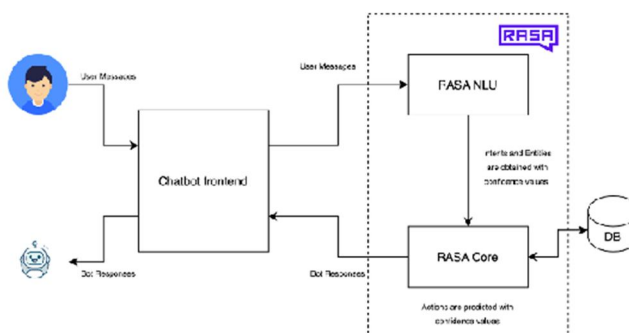 RASA
User Messages
User Messages
RASA NLU
Intents and Entities
are obtained with
confidence values
Chatbot frontend
DB
RASA Core
Bot Responses
Bot Responses
Actions are predicted with
confidence values